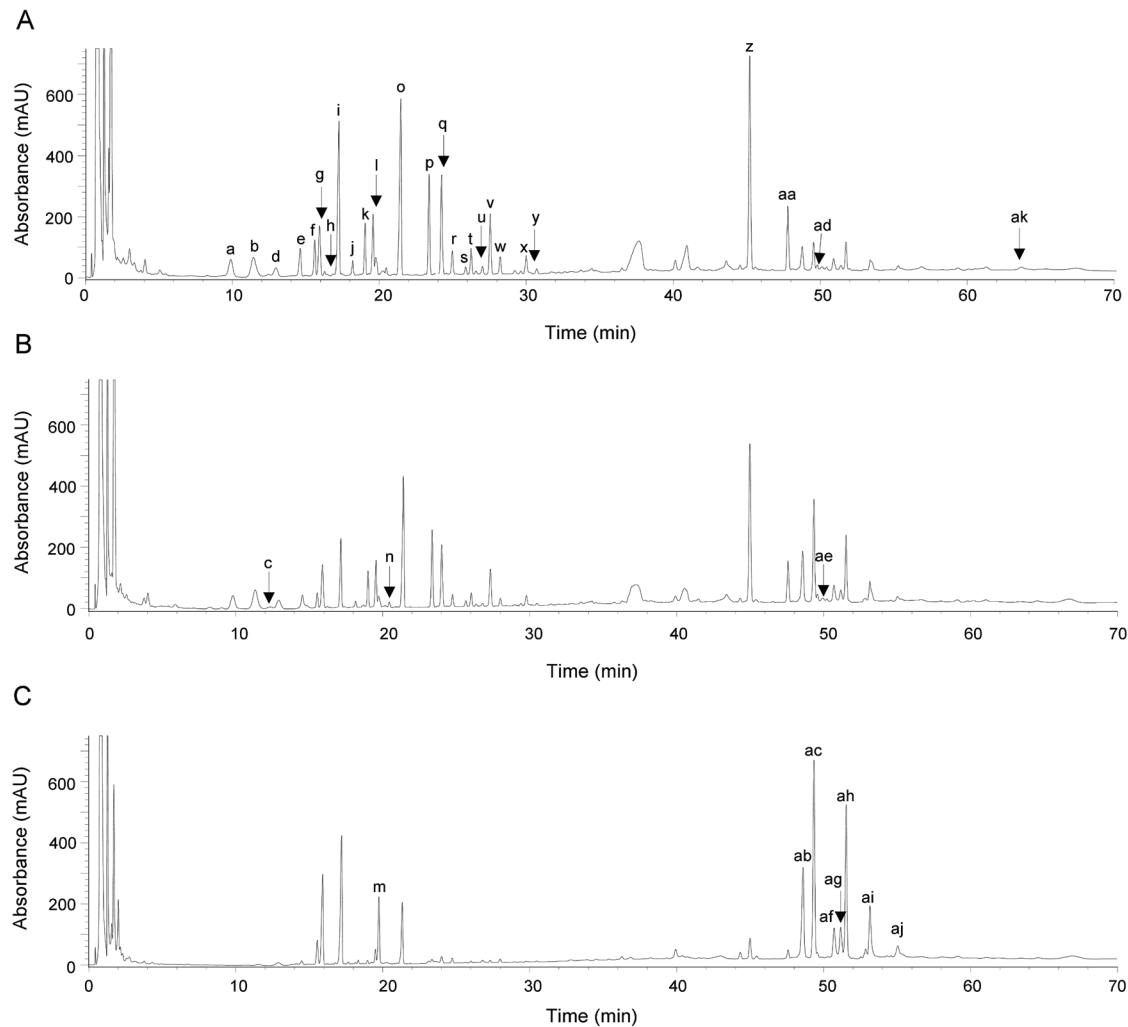 A
Absorbance (mAU)
600
400
200
0
a
b
d
e
f
g
h
i
j
k
l
o
p
q
r
s
t
u
v
w
x
y
z
aa
ad
ak
0
10
20
30
40
50
60
70
Time (min)
B
Absorbance (mAU)
600
400
200
0
c
n
ae
0
10
20
30
40
50
60
70
Time (min)
C
Absorbance (mAU)
600
400
200
0
m
ab
ac
af
ag
ah
ai
aj
0
10
20
30
40
50
60
70
Time (min)